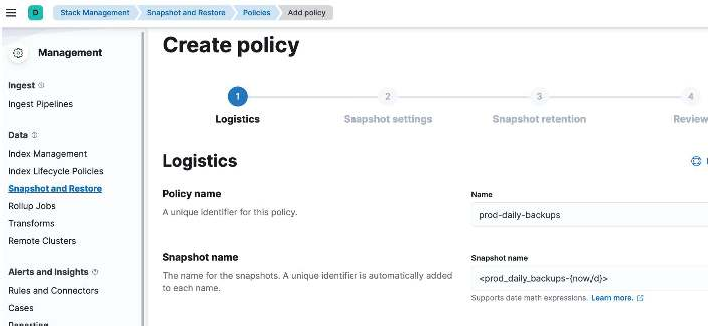 D Stack Management Snapshot and Restore Policies Add policy
Management
Ingest
Ingest Pipelines
Data
Index Management
Index Lifecycle Policies
Snapshot and Restore
Rollup Jobs
Transforms
Remote Clusters
Alerts and Insights
Rules and Connectors
Cases
Reporting
Create policy
1 2 3 4
Logistics Snapshot settings Snapshot retention Review
Logistics
Policy name
A unique identifier for this policy.
Name
prod-daily-backups
Snapshot name
The name for the snapshots. A unique identifier is automatically added
to each name.
Snapshot name
<prod_daily_backups-{now/d}>
Supports date math expressions. Learn more.